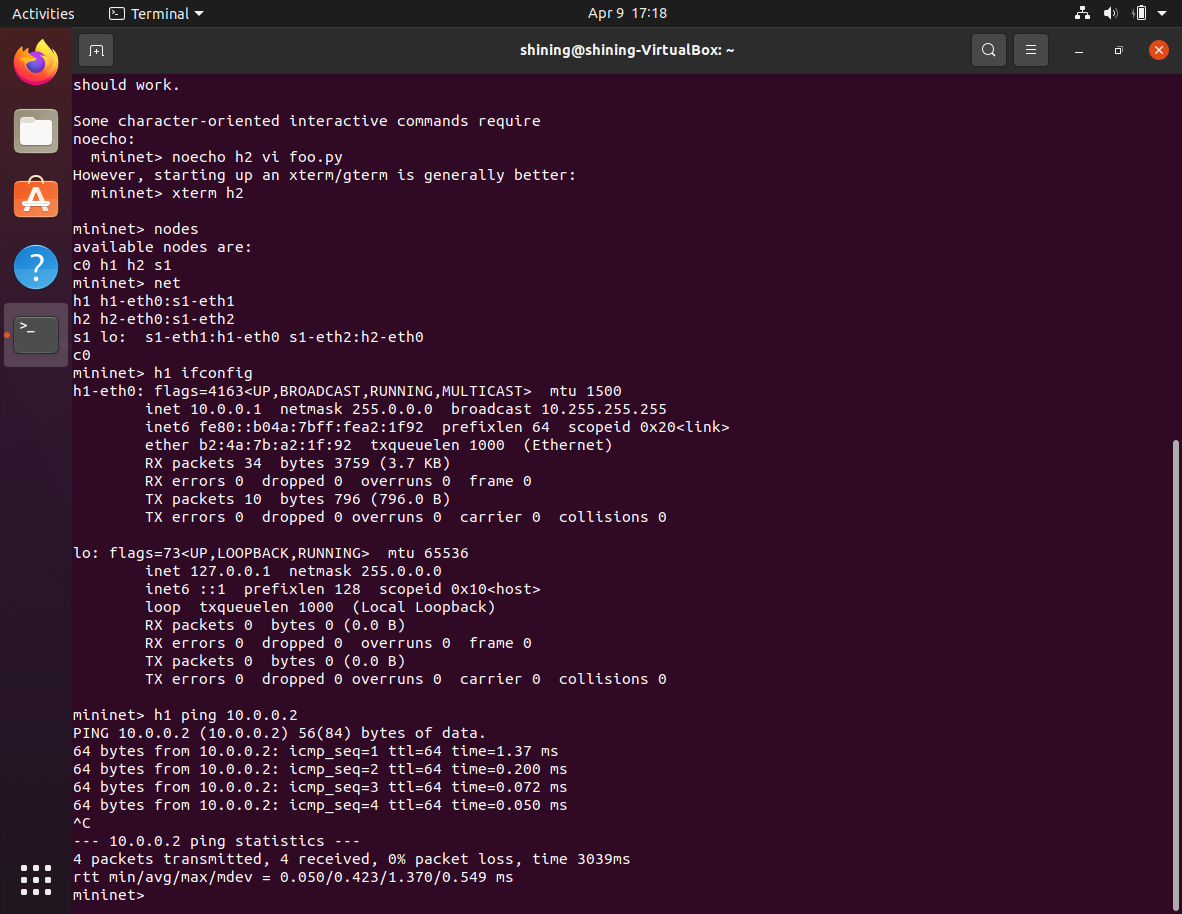 Activities
Terminal
Apr 9 17:18
shining@shining-VirtualBox: ~
should work.
Some character-oriented interactive commands require
noecho:
  mininet> noecho h2 vi foo.py
However, starting up an xterm/gterm is generally better:
  mininet> xterm h2
mininet> nodes
available nodes are:
c0 h1 h2 s1
mininet> net
h1 h1-eth0:s1-eth1
h2 h2-eth0:s1-eth2
s1 lo:  s1-eth1:h1-eth0 s1-eth2:h2-eth0
c0
mininet> h1 ifconfig
h1-eth0: flags=4163<UP,BROADCAST,RUNNING,MULTICAST>  mtu 1500
        inet 10.0.0.1  netmask 255.0.0.0  broadcast 10.255.255.255
        inet6 fe80::b04a:7bff:fea2:1f92  prefixlen 64  scopeid 0x20<link>
        ether b2:4a:7b:a2:1f:92  txqueuelen 1000  (Ethernet)
        RX packets 34  bytes 3759 (3.7 KB)
        RX errors 0  dropped 0  overruns 0  frame 0
        TX packets 10  bytes 796 (796.0 B)
        TX errors 0  dropped 0 overruns 0  carrier 0  collisions 0
lo: flags=73<UP,LOOPBACK,RUNNING>  mtu 65536
        inet 127.0.0.1  netmask 255.0.0.0
        inet6 ::1  prefixlen 128  scopeid 0x10<host>
        loop  txqueuelen 1000  (Local Loopback)
        RX packets 0  bytes 0 (0.0 B)
        RX errors 0  dropped 0  overruns 0  frame 0
        TX packets 0  bytes 0 (0.0 B)
        TX errors 0  dropped 0 overruns 0  carrier 0  collisions 0
mininet> h1 ping 10.0.0.2
PING 10.0.0.2 (10.0.0.2) 56(84) bytes of data.
64 bytes from 10.0.0.2: icmp_seq=1 ttl=64 time=1.37 ms
64 bytes from 10.0.0.2: icmp_seq=2 ttl=64 time=0.200 ms
64 bytes from 10.0.0.2: icmp_seq=3 ttl=64 time=0.072 ms
64 bytes from 10.0.0.2: icmp_seq=4 ttl=64 time=0.050 ms
^C
--- 10.0.0.2 ping statistics ---
4 packets transmitted, 4 received, 0% packet loss, time 3039ms
rtt min/avg/max/mdev = 0.050/0.423/1.370/0.549 ms
mininet>